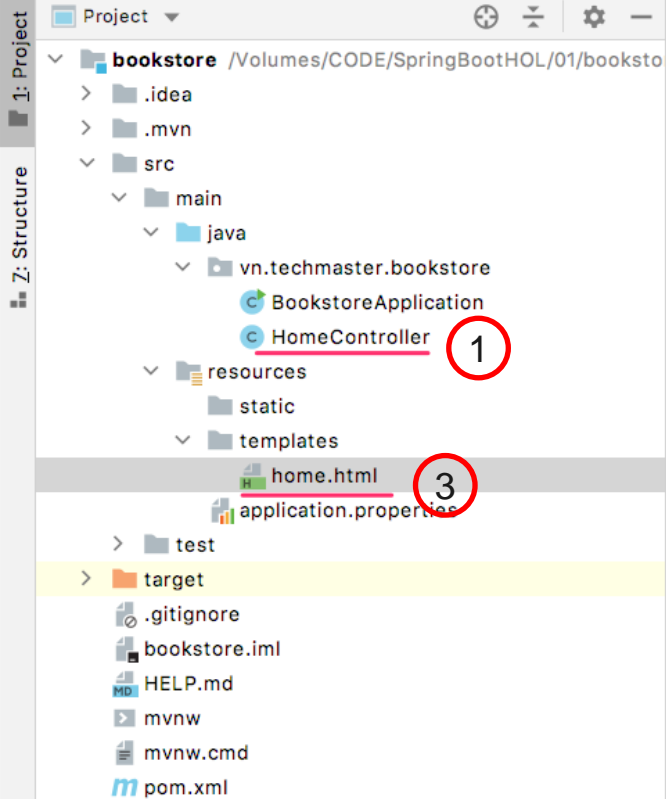 1: Project
Z: Structure
Project
bookstore /Volumes/CODE/SpringBootHOL/01/booksto
.idea
.mvn
src
main
java
vn.techmaster.bookstore
C BookstoreApplication
C HomeController
1
resources
static
templates
H home.html
3
application.properties
test
target
.gitignore
bookstore.iml
MD HELP.md
mvnw
mvnw.cmd
m pom.xml